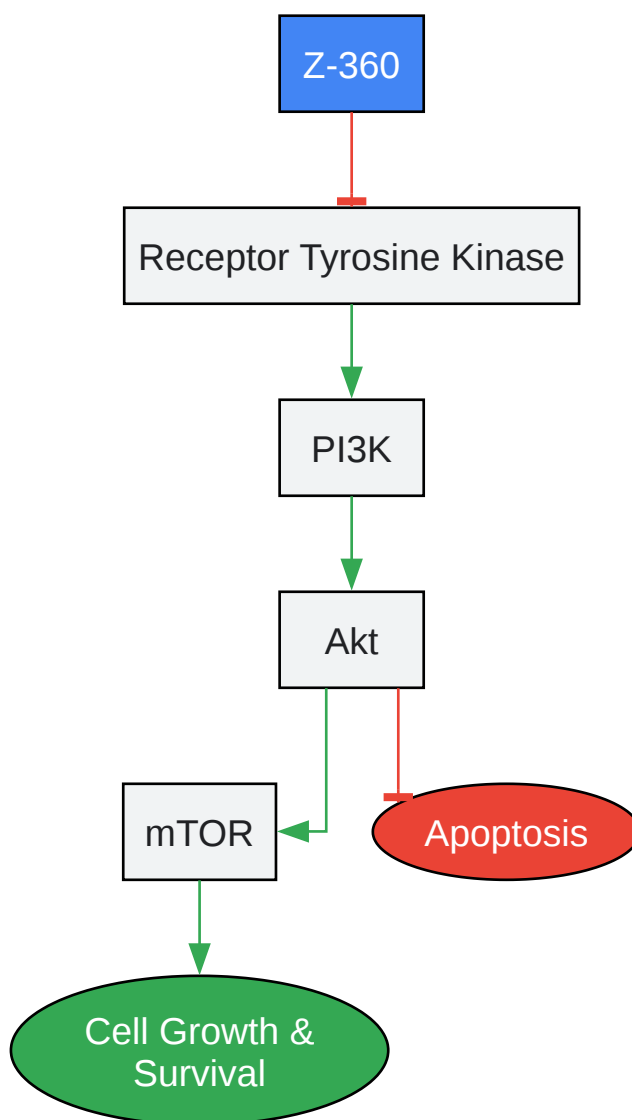 Z-360
Receptor Tyrosine Kinase
PI3K
Akt
mTOR
Apoptosis
Cell Growth &
Survival